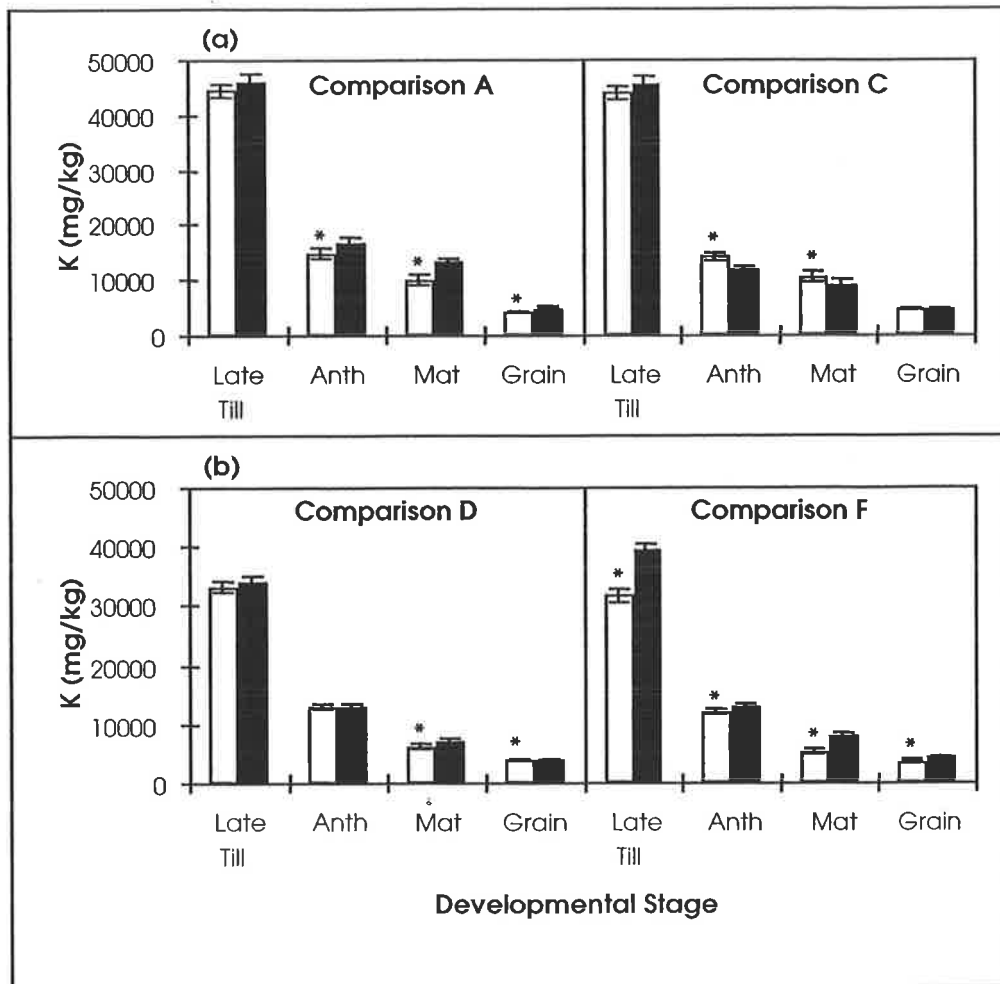 (a)
K (mg/kg)
50000
40000
30000
20000
10000
0
Comparison A
Comparison C
*
*
*
*
*
Late Till
Anth
Mat
Grain
Late Till
Anth
Mat
Grain
(b)
K (mg/kg)
50000
40000
30000
20000
10000
0
Comparison D
Comparison F
*
*
*
*
*
*
Late Till
Anth
Mat
Grain
Late Till
Anth
Mat
Grain
Developmental Stage